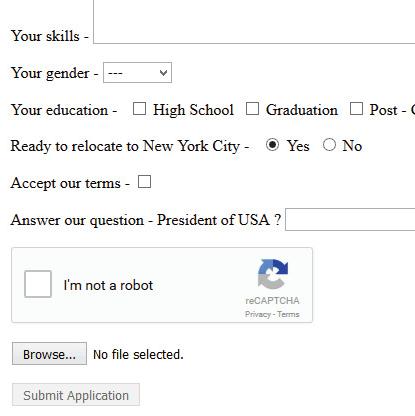 Your skills -
Your gender - ---
Your education - High School Graduation Post -
Ready to relocate to New York City - Yes No
Accept our terms -
Answer our question - President of USA ?
I'm not a robot
reCAPTCHA
Privacy - Terms
Browse... No file selected.
Submit Application